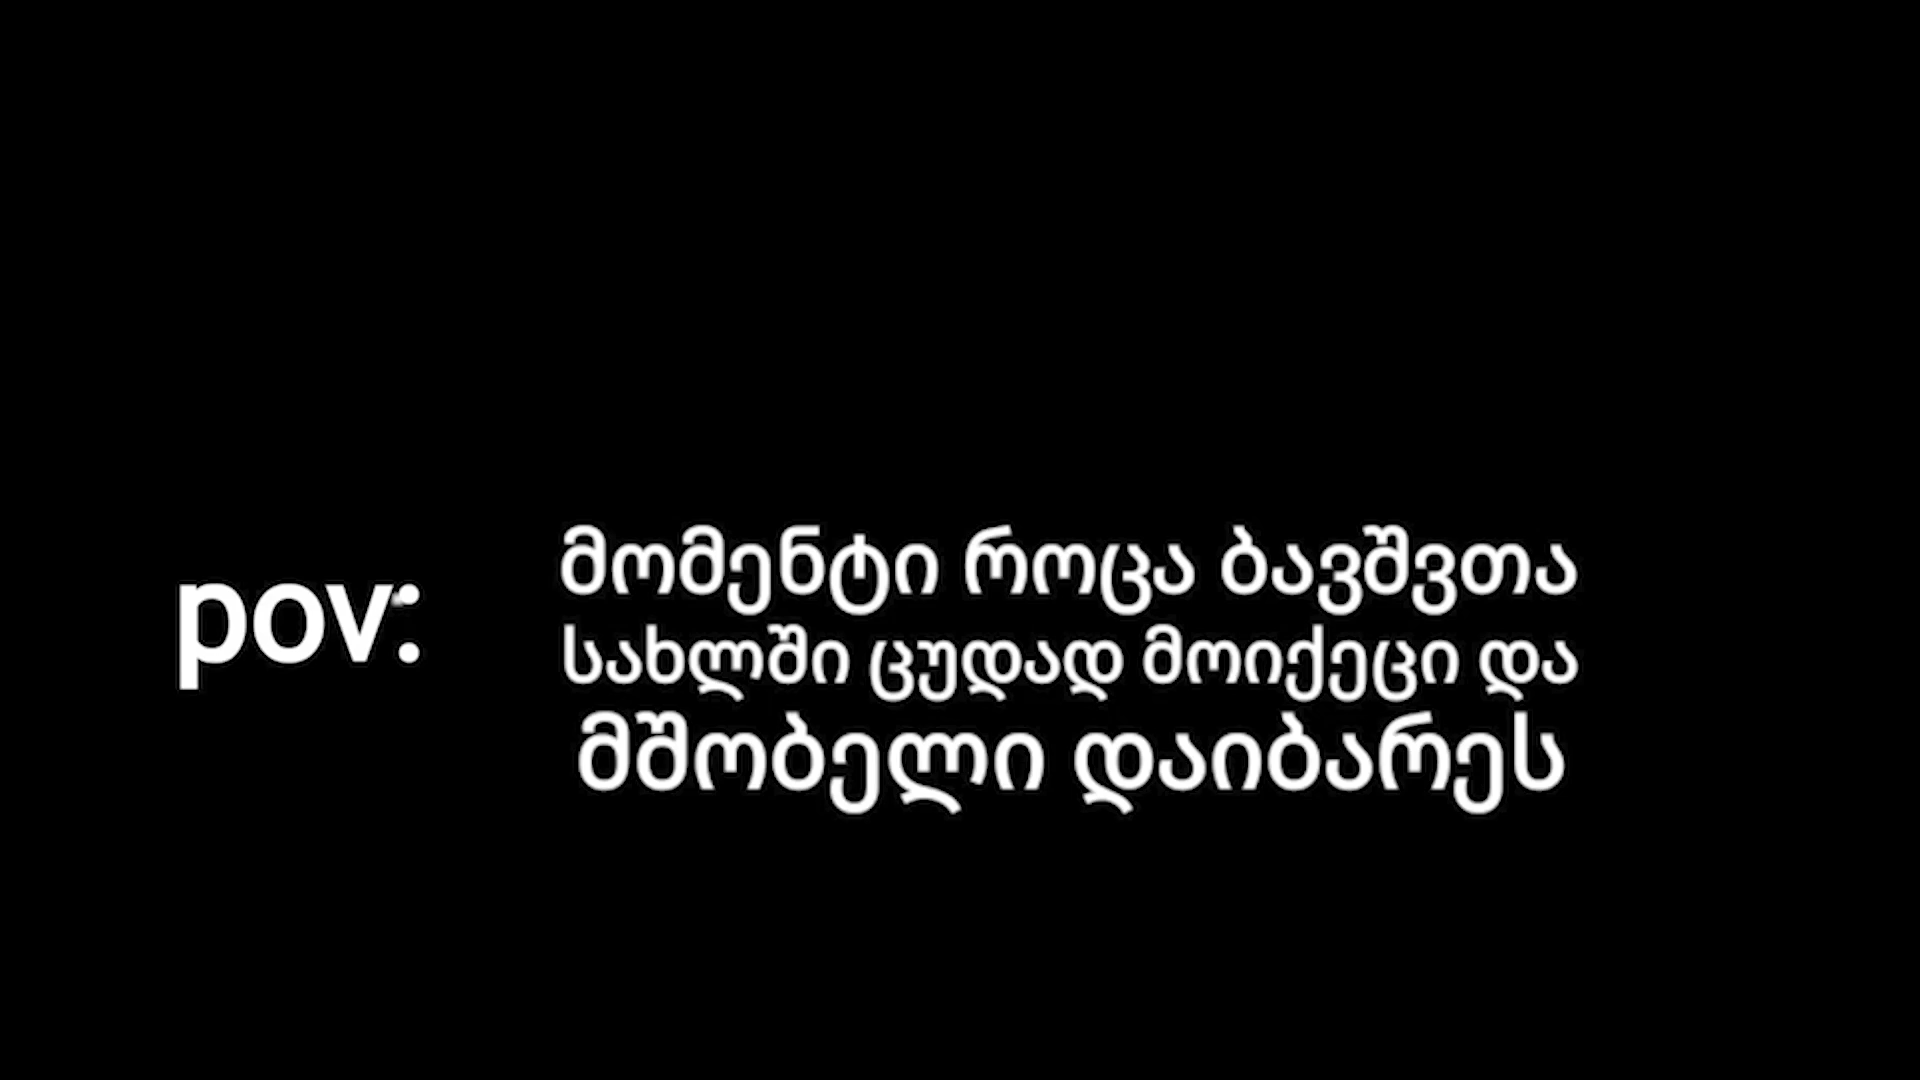 pov:
მომენტი როცა ბავშვთა
სახლში ცუდად მოიქეცი და
მშობელი დაიბარეს